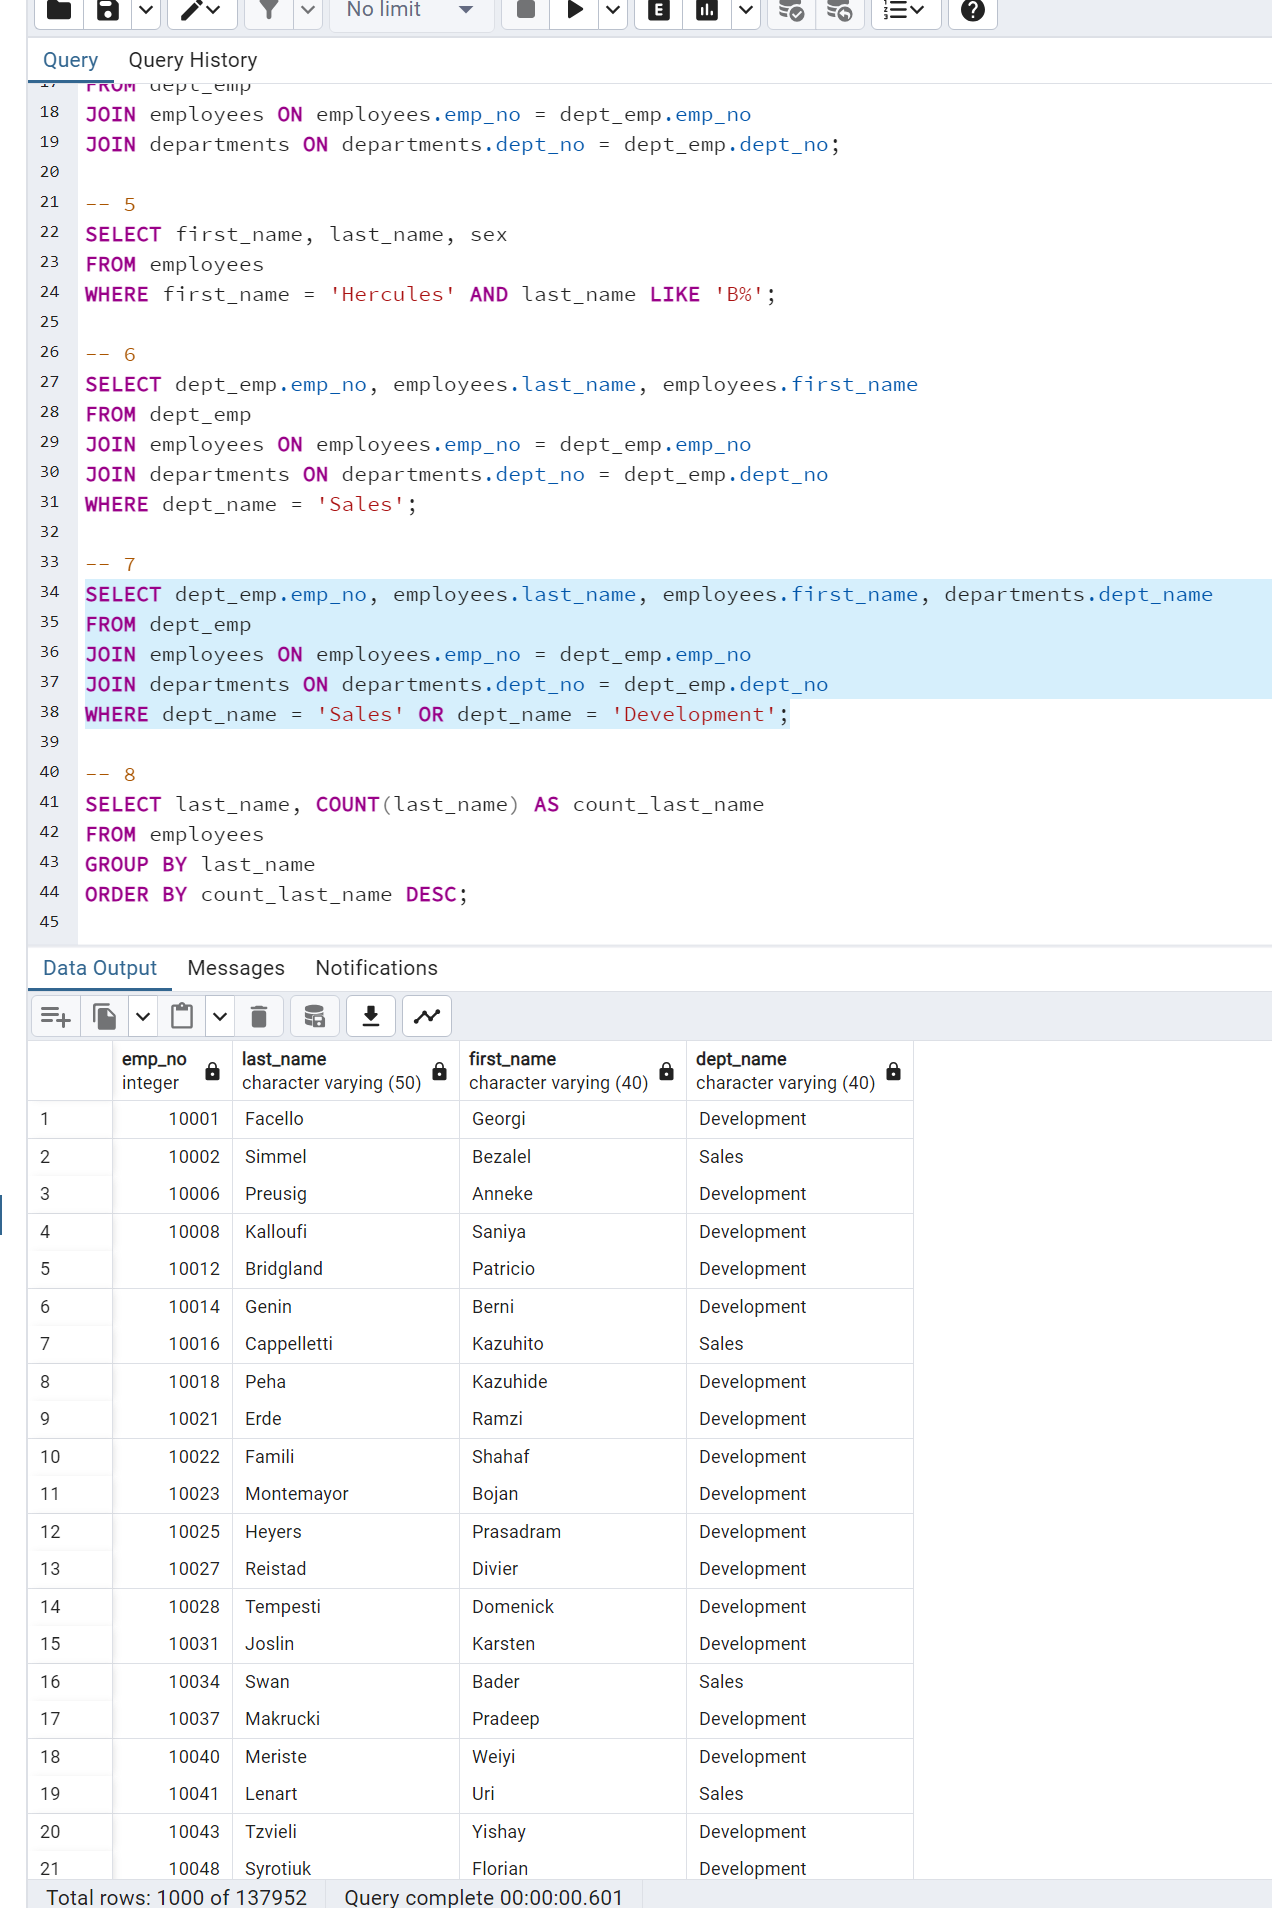 No limit
E
Query Query History
17 FROM dept_emp
18 JOIN employees ON employees.emp_no = dept_emp.emp_no
19 JOIN departments ON departments.dept_no = dept_emp.dept_no;
20
21 -- 5
22 SELECT first_name, last_name, sex
23 FROM employees
24 WHERE first_name = 'Hercules' AND last_name LIKE 'B%';
25
26 -- 6
27 SELECT dept_emp.emp_no, employees.last_name, employees.first_name
28 FROM dept_emp
29 JOIN employees ON employees.emp_no = dept_emp.emp_no
30 JOIN departments ON departments.dept_no = dept_emp.dept_no
31 WHERE dept_name = 'Sales';
32
33 -- 7
34 SELECT dept_emp.emp_no, employees.last_name, employees.first_name, departments.dept_name
35 FROM dept_emp
36 JOIN employees ON employees.emp_no = dept_emp.emp_no
37 JOIN departments ON departments.dept_no = dept_emp.dept_no
38 WHERE dept_name = 'Sales' OR dept_name = 'Development';
39
40 -- 8
41 SELECT last_name, COUNT(last_name) AS count_last_name
42 FROM employees
43 GROUP BY last_name
44 ORDER BY count_last_name DESC;
45
Data Output Messages Notifications
emp_no last_name first_name dept_name
integer character varying (50) character varying (40) character varying (40)
1 10001 Facello Georgi Development
2 10002 Simmel Bezalel Sales
3 10006 Preusig Anneke Development
4 10008 Kalloufi Saniya Development
5 10012 Bridgland Patricio Development
6 10014 Genin Berni Development
7 10016 Cappelletti Kazuhito Sales
8 10018 Peha Kazuhide Development
9 10021 Erde Ramzi Development
10 10022 Famili Shahaf Development
11 10023 Montemayor Bojan Development
12 10025 Heyers Prasadram Development
13 10027 Reistad Divier Development
14 10028 Tempesti Domenick Development
15 10031 Joslin Karsten Development
16 10034 Swan Bader Sales
17 10037 Makrucki Pradeep Development
18 10040 Meriste Weiyi Development
19 10041 Lenart Uri Sales
20 10043 Tzvieli Yishay Development
21 10048 Syrotiuk Florian Development
Total rows: 1000 of 137952 Query complete 00:00:00.601